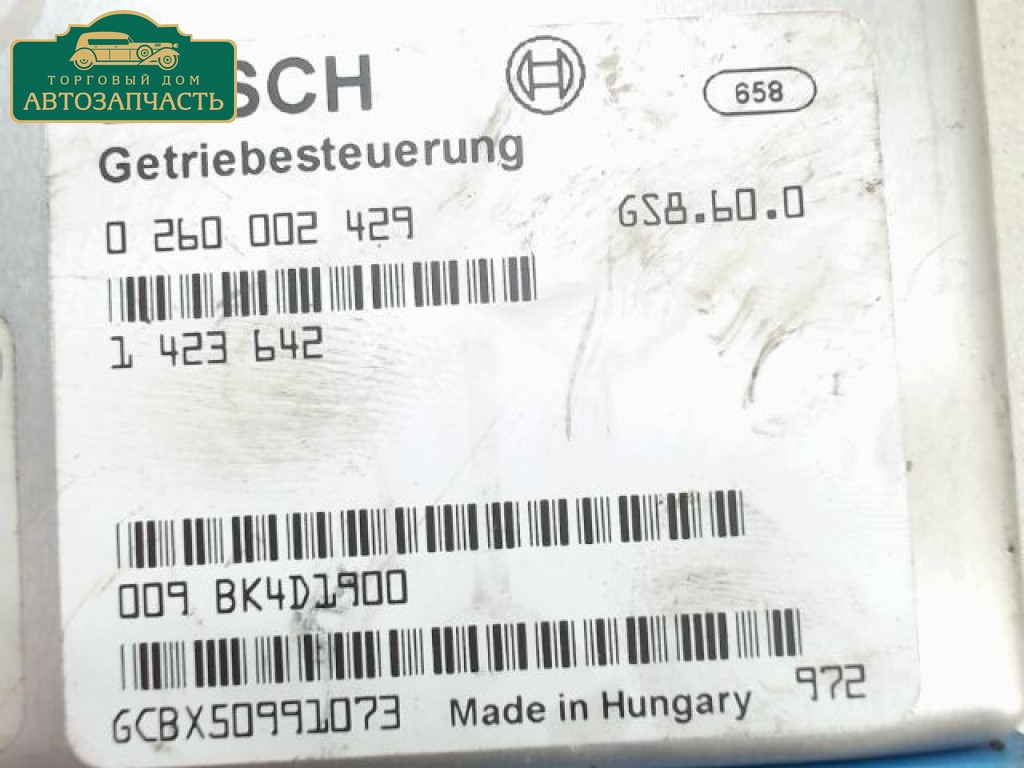 ТОРГОВЫЙ ДОМ
АВТОЗАПЧАСТЬ
SCH
658
Getriebesteuerung
0 260 002 429
GS8.60.0
1 423 642
009 BK4D1900
GCBX50991073
Made in Hungary
972